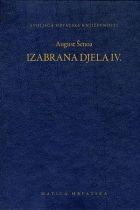 STOLJEĆA HRVATSKE KNJIŽEVNOSTI
August Šenoa
IZABRANA DJELA IV.
MATICA HRVATSKA